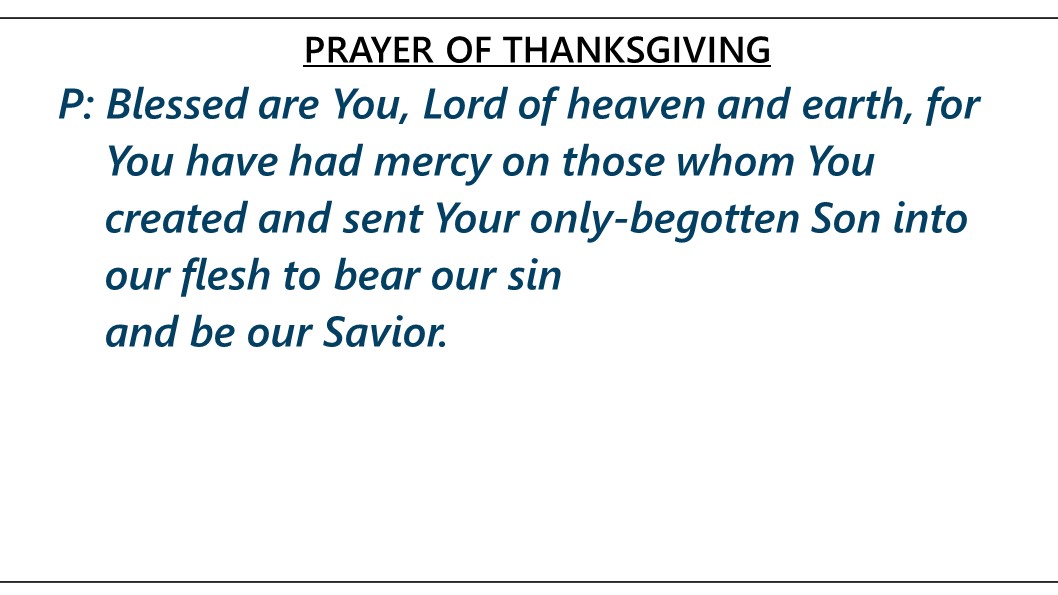 PRAYER OF THANKSGIVING
P: Blessed are You, Lord of heaven and earth, for
You have had mercy on those whom You
created and sent Your only-begotten Son into
our flesh to bear our sin
and be our Savior.